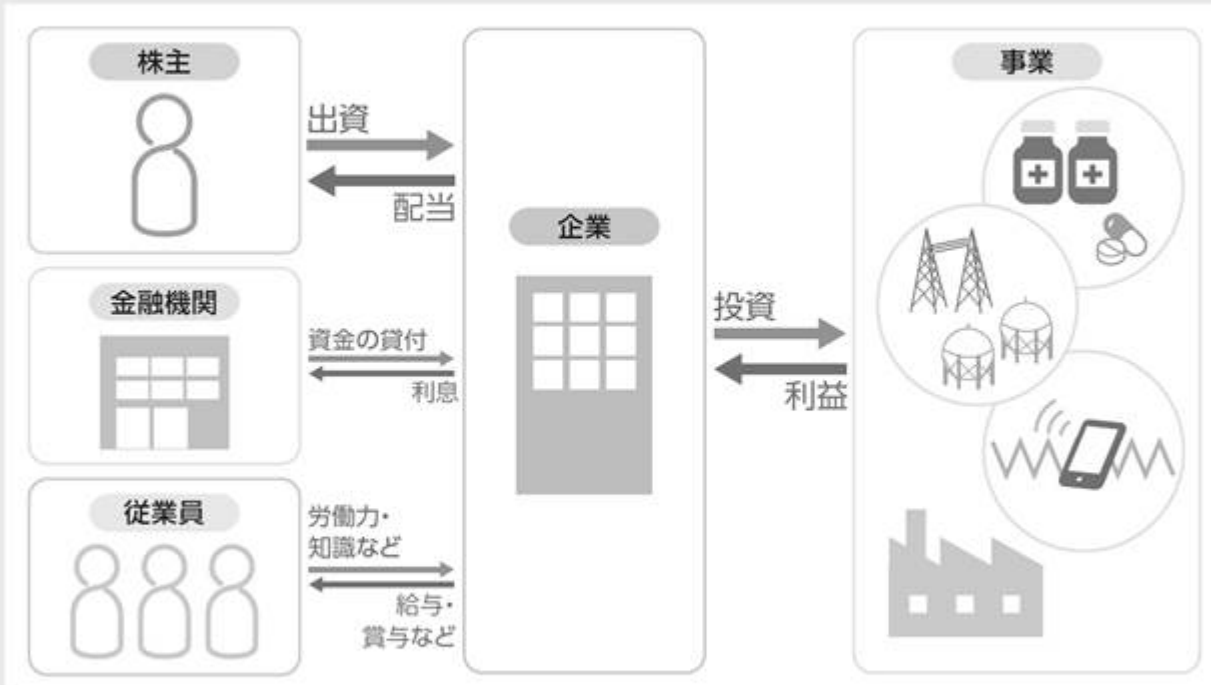 株主
出資
配当
金融機関
資金の貸付
利息
従業員
労働力・
知識など
給与・
賞与など
企業
投資
利益
事業